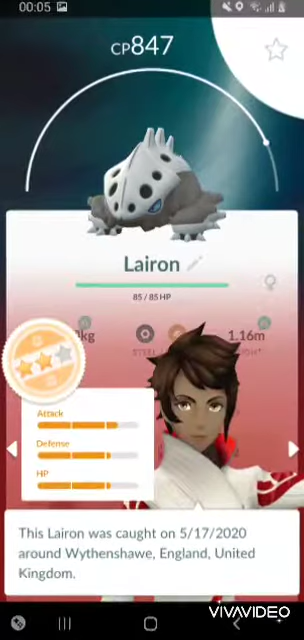 00:05
CP847
Lairon
85 / 85 HP
kg
1.16m
STEEL
Attack
Defense
HP
This Lairon was caught on 5/17/2020
around Wythenshawe, England, United
Kingdom.
VIVAVIDEO